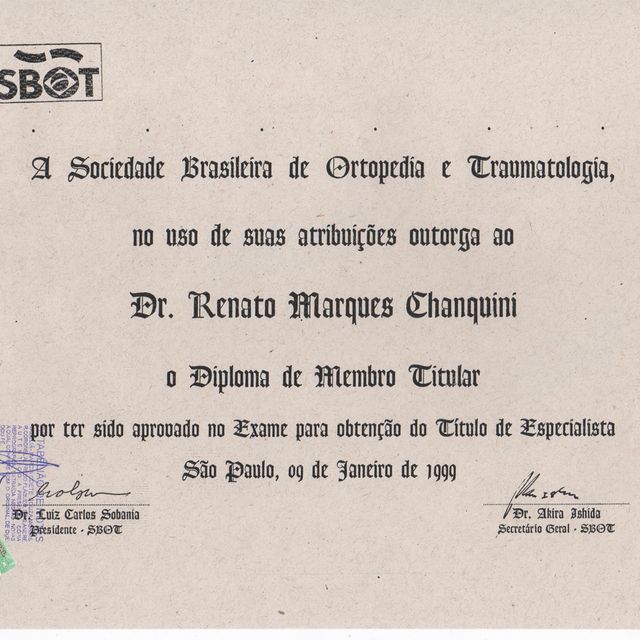 SBOT
A Sociedade Brasileira de Ortopedia e Traumatologia,
no uso de suas atribuições outorga ao
Dr. Renato Marques Chanquini
o Diploma de Membro Titular
por ter sido aprovado no Exame para obtenção do Título de Especialista
São Paulo, 09 de Janeiro de 1999
Dr. Luiz Carlos Sobania
Presidente - SBOT
Dr. Akira Ishida
Secretário Geral - SBOT